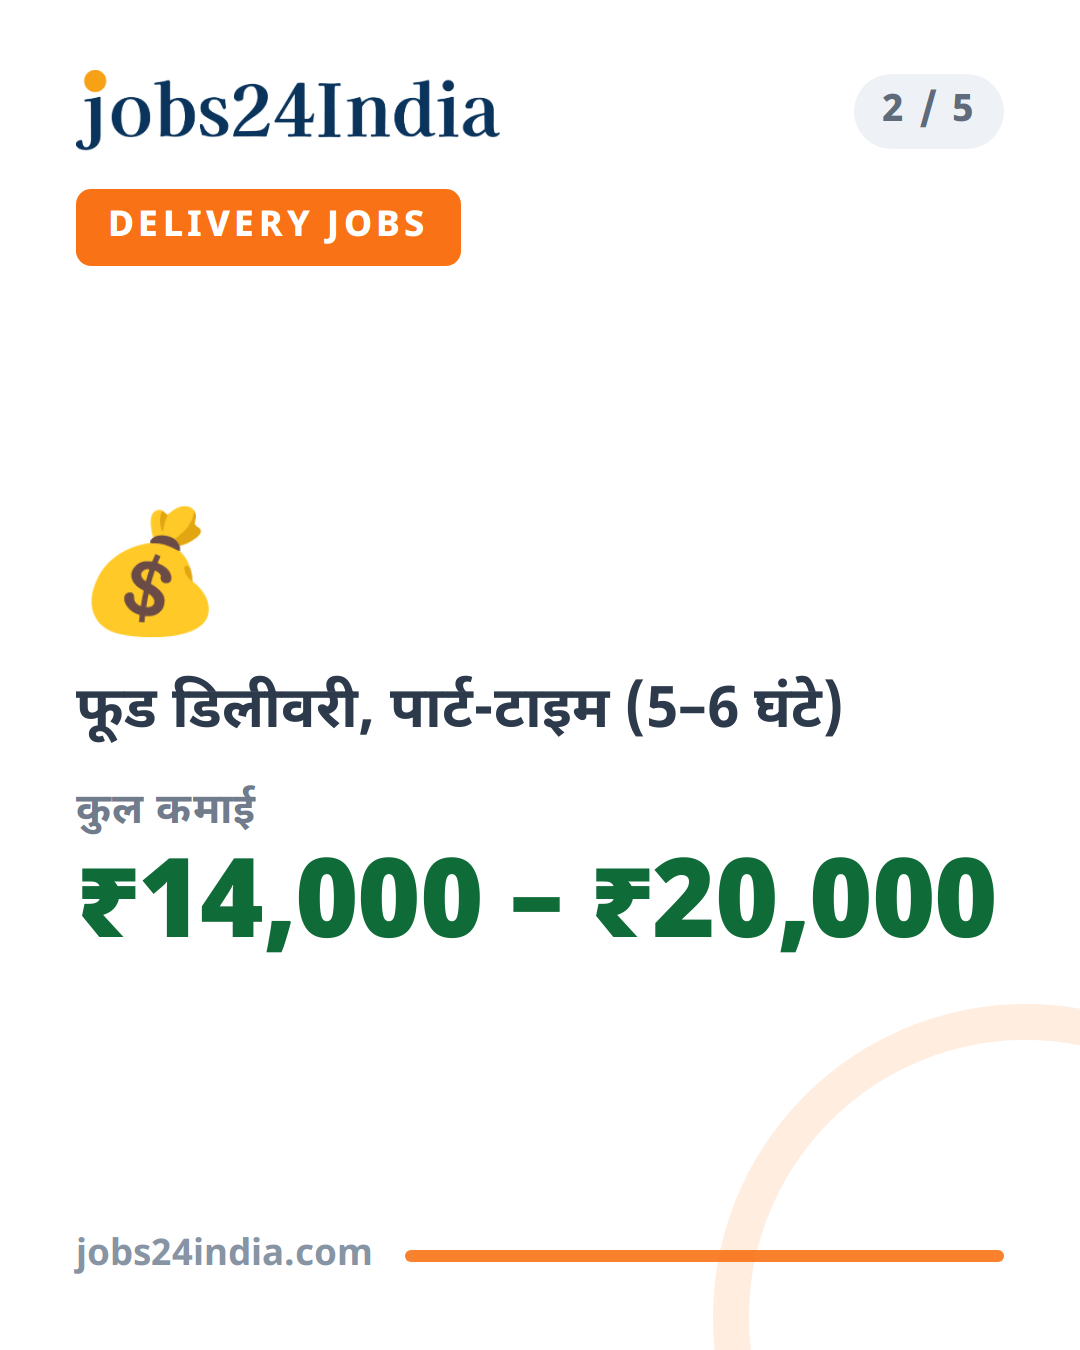 jobs24India
2 / 5
DELIVERY JOBS
फूड डिलीवरी, पार्ट-टाइम (5–6 घंटे)
कुल कमाई
₹14,000 – ₹20,000
jobs24india.com